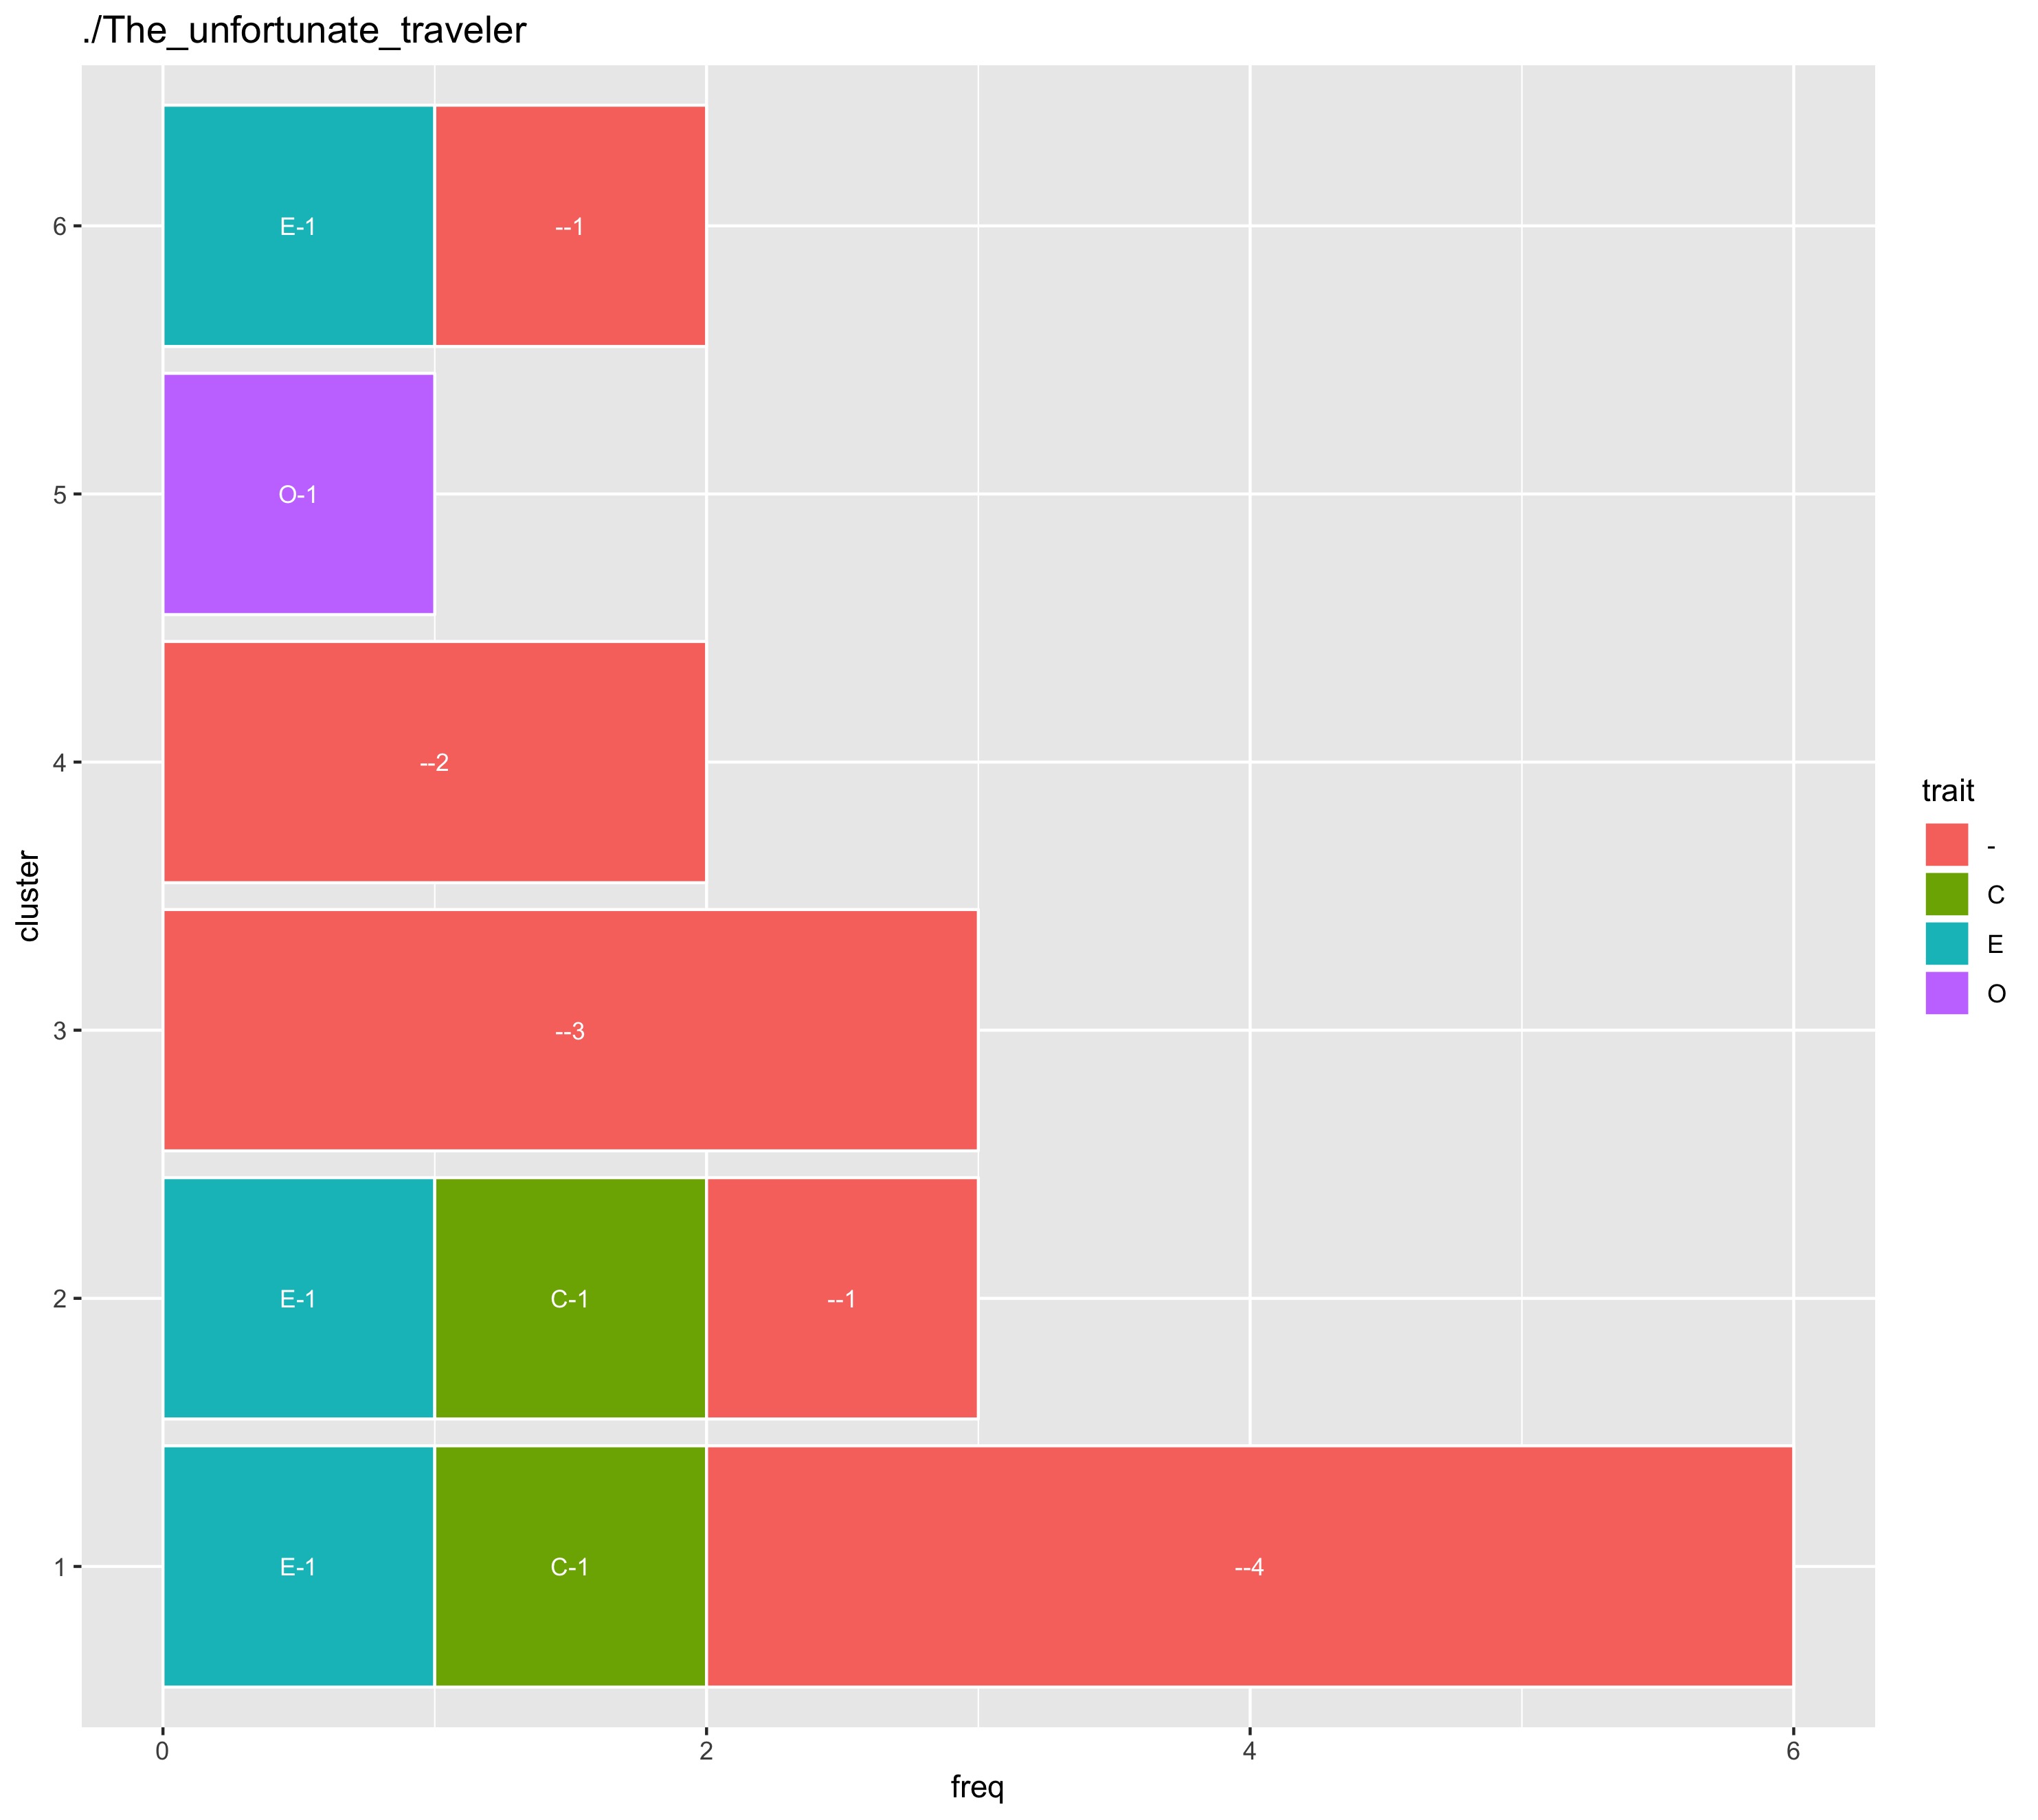 ./The_unfortunate_traveler
6
E-1 --1
5
O-1
4
--2
cluster
3
--3
2
E-1 C-1 --1
1
E-1 C-1 --4
0 2 4 6
freq
trait
-
C
E
O